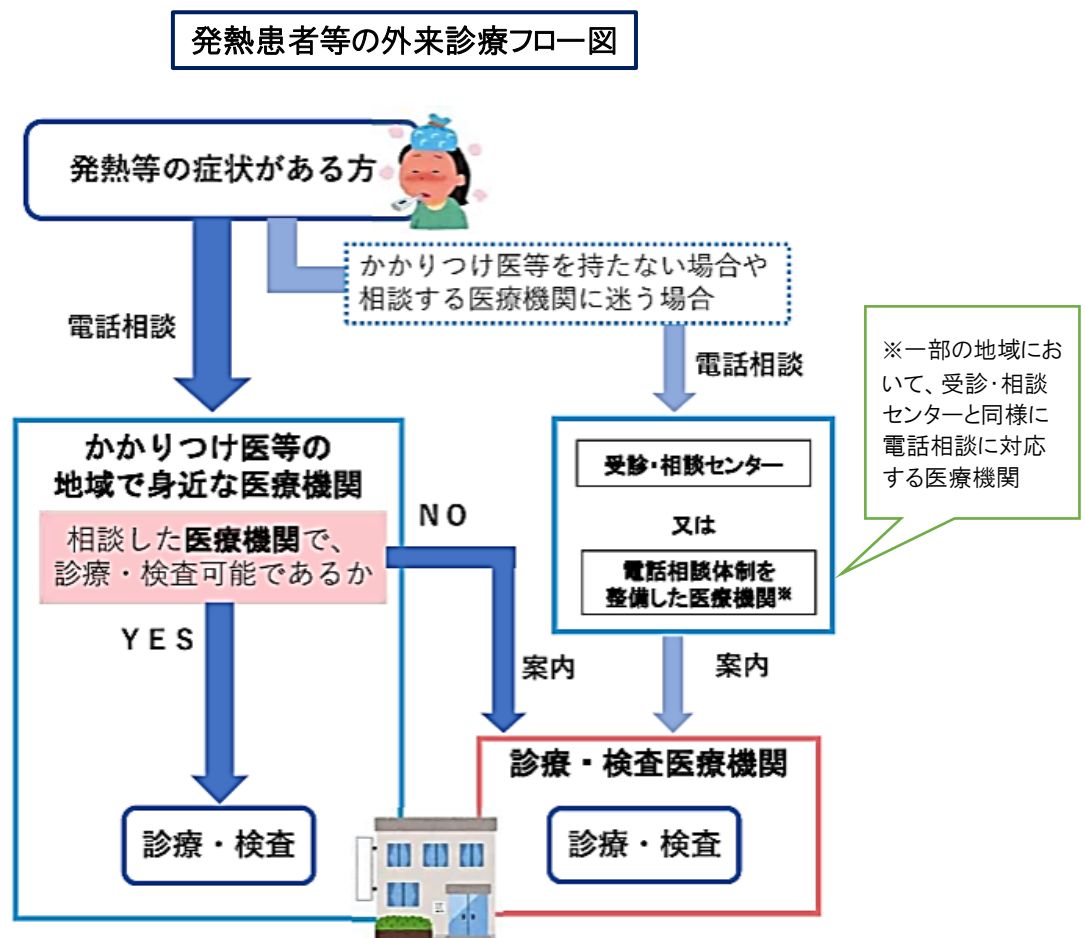 発熱患者等の外来診療フロー図
発熱等の症状がある方
かかりつけ医等を持たない場合や
相談する医療機関に迷う場合
電話相談
電話相談
※一部の地域にお
いて、受診・相談
センターと同様に
電話相談に対応
する医療機関
かかりつけ医等の
地域で身近な医療機関
相談した医療機関で、
診療・検査可能であるか
NO
YES
受診・相談センター
又は
電話相談体制を
整備した医療機関※
案内
案内
診療・検査医療機関
診療・検査
診療・検査